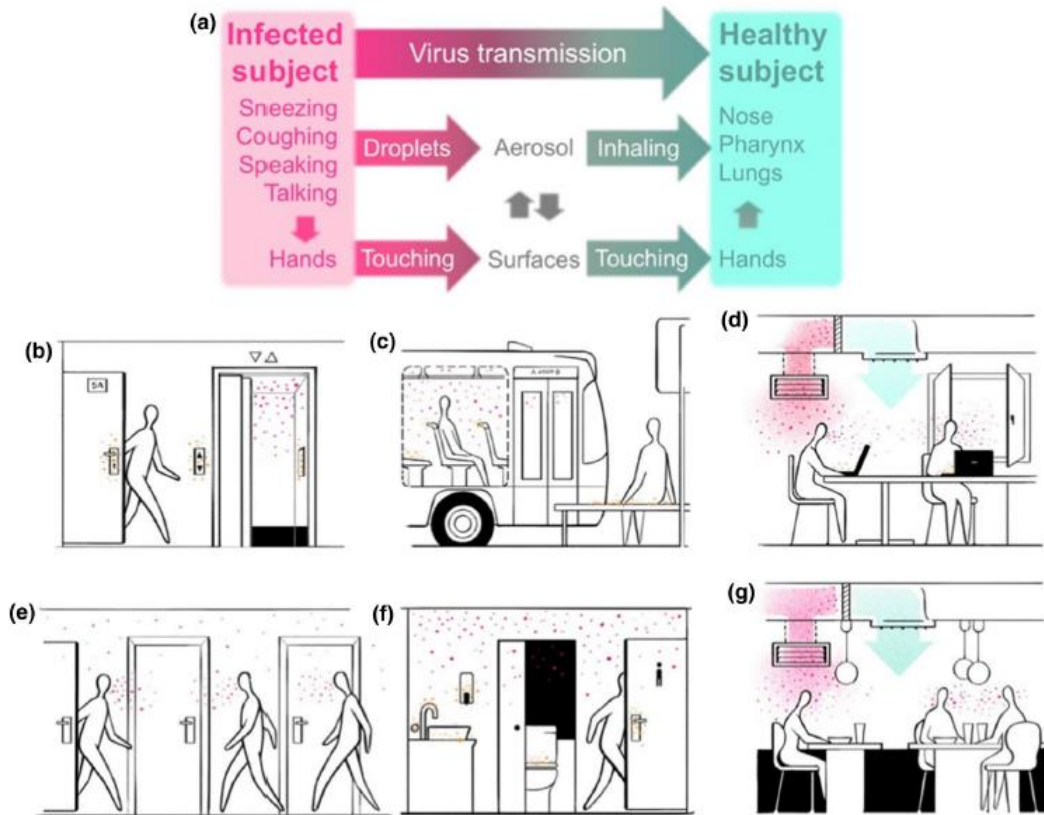 (a)
Infected
subject
Sneezing
Coughing
Speaking
Talking
Hands
Virus transmission
Droplets
Aerosol
Inhaling
Touching
Surfaces
Touching
Healthy
subject
Nose
Pharynx
Lungs
Hands
(b)
5A
(c)
(d)
(e)
(f)
(g)